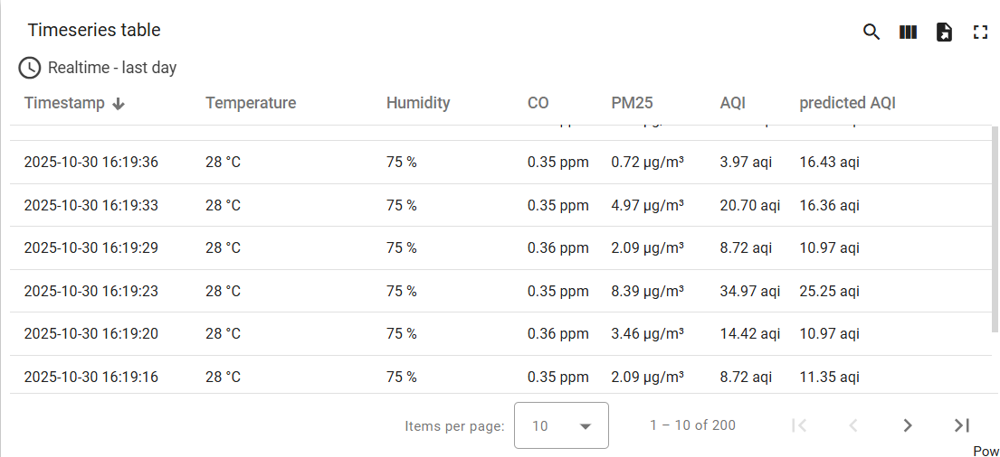 Timeseries table
Realtime - last day
Timestamp Temperature Humidity CO PM25 AQI predicted AQI
2025-10-30 16:19:36 28 °C 75 % 0.35 ppm 0.72 µg/m³ 3.97 aqi 16.43 aqi
2025-10-30 16:19:33 28 °C 75 % 0.35 ppm 4.97 µg/m³ 20.70 aqi 16.36 aqi
2025-10-30 16:19:29 28 °C 75 % 0.36 ppm 2.09 µg/m³ 8.72 aqi 10.97 aqi
2025-10-30 16:19:23 28 °C 75 % 0.35 ppm 8.39 µg/m³ 34.97 aqi 25.25 aqi
2025-10-30 16:19:20 28 °C 75 % 0.36 ppm 3.46 µg/m³ 14.42 aqi 10.97 aqi
2025-10-30 16:19:16 28 °C 75 % 0.35 ppm 2.09 µg/m³ 8.72 aqi 11.35 aqi
Items per page: 10 1 – 10 of 200
Pow